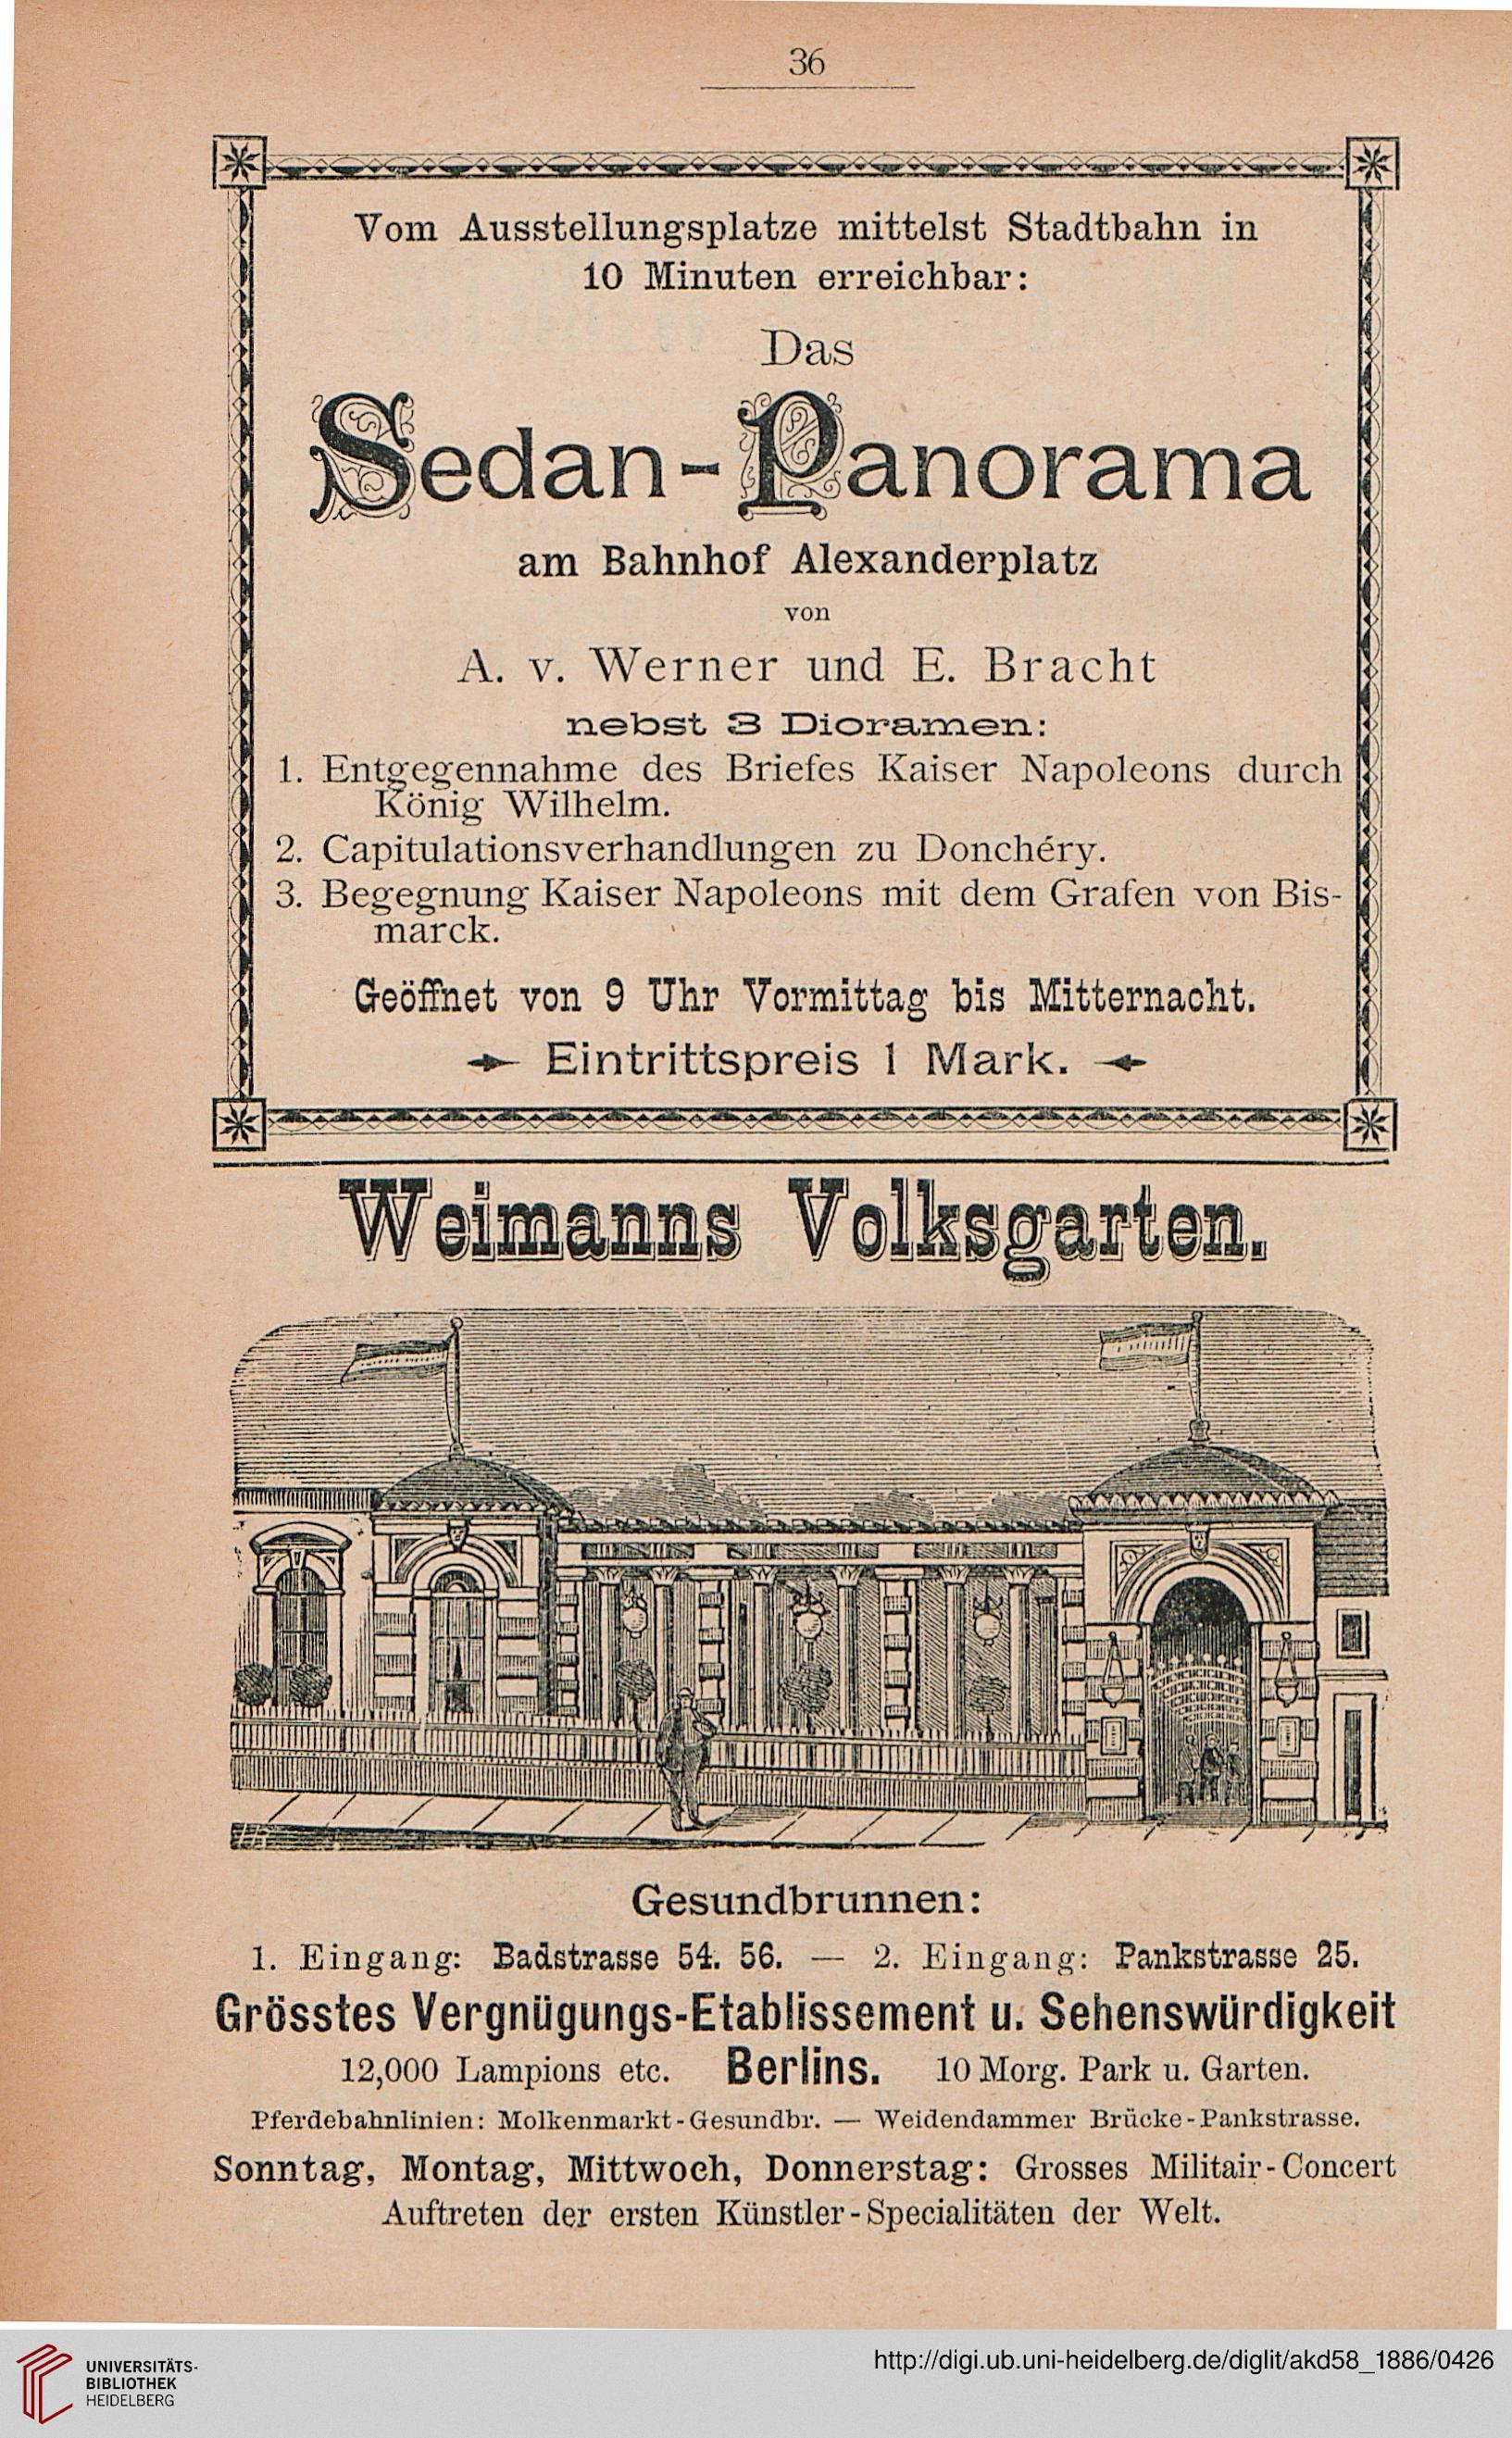 36
Vom Ausstellungsplatze mittelst Stadtbahn in
10 Minuten erreichbar:
Das
Sedan-Panorama
am Bahnhof Alexanderplatz
von
A. v. Werner und E. Bracht
nebst 3 Dioramen:
1. Entgegennahme des Briefes Kaiser Napoleons durch
König Wilhelm.
2. Capitulationsverhandlungen zu Donchéry.
3. Begegnung Kaiser Napoleons mit dem Grafen von Bis-
marck.
Geöffnet von 9 Uhr Vormittag bis Mitternacht.
Eintrittspreis 1 Mark.
Weimanns Volksgarten.
Gesundbrunnen:
1. Eingang: Badstrasse 54. 56. — 2. Eingang: Pankstrasse 25.
Grösstes Vergnügungs-Etablissement u. Sehenswürdigkeit
12,000 Lampions etc. Berlins. 10 Morg. Park u. Garten.
Pferdebahnlinien: Molkenmarkt-Gesundbr. — Weidendammer Brücke-Pankstrasse.
Sonntag, Montag, Mittwoch, Donnerstag: Grosses Militair-Concert
Auftreten der ersten Künstler-Specialitäten der Welt.
UNIVERSITÄTS-
BIBLIOTHEK
HEIDELBERG
http://digi.ub.uni-heidelberg.de/diglit/akd58_1886/0426